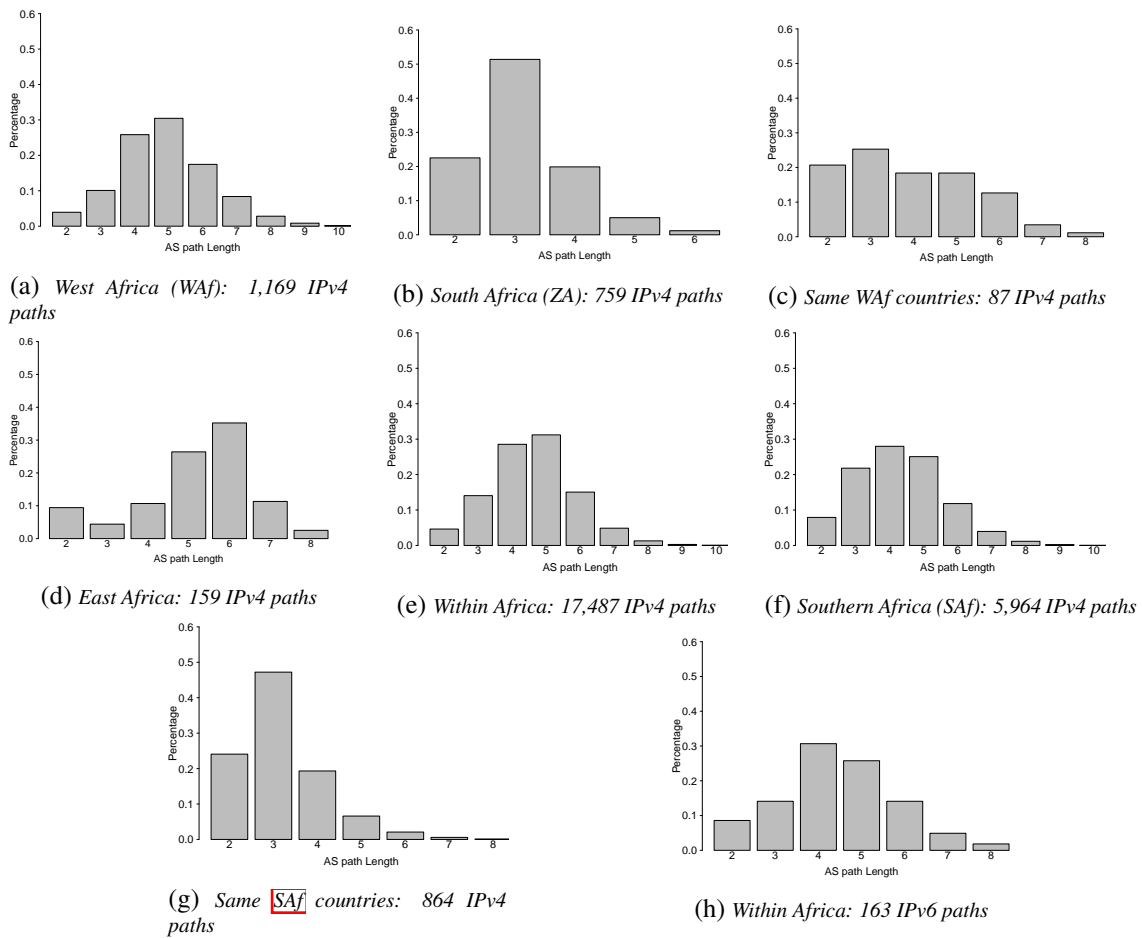 0.6
0.5
0.4
0.3
0.2
0.1
0.0
Percentage
2 3 4 5 6 7 8 9 10
AS path Length
(a) West Africa (WAf): 1,169 IPv4
paths
0.6
0.5
0.4
0.3
0.2
0.1
0.0
Percentage
2 3 4 5 6
AS path Length
(b) South Africa (ZA): 759 IPv4 paths
0.6
0.5
0.4
0.3
0.2
0.1
0.0
Percentage
2 3 4 5 6 7 8
AS path Length
(c) Same WAf countries: 87 IPv4 paths
0.6
0.5
0.4
0.3
0.2
0.1
0.0
Percentage
2 3 4 5 6 7 8
AS path Length
(d) East Africa: 159 IPv4 paths
0.6
0.5
0.4
0.3
0.2
0.1
0.0
Percentage
2 3 4 5 6 7 8 9 10
AS path Length
(e) Within Africa: 17,487 IPv4 paths
0.6
0.5
0.4
0.3
0.2
0.1
0.0
Percentage
2 3 4 5 6 7 8 9 10
AS path Length
(f) Southern Africa (SAf): 5,964 IPv4 paths
0.6
0.5
0.4
0.3
0.2
0.1
0.0
Percentage
2 3 4 5 6 7 8
AS path Length
(g) Same SAf countries: 864 IPv4
paths
0.6
0.5
0.4
0.3
0.2
0.1
0.0
Percentage
2 3 4 5 6 7 8
AS path Length
(h) Within Africa: 163 IPv6 paths